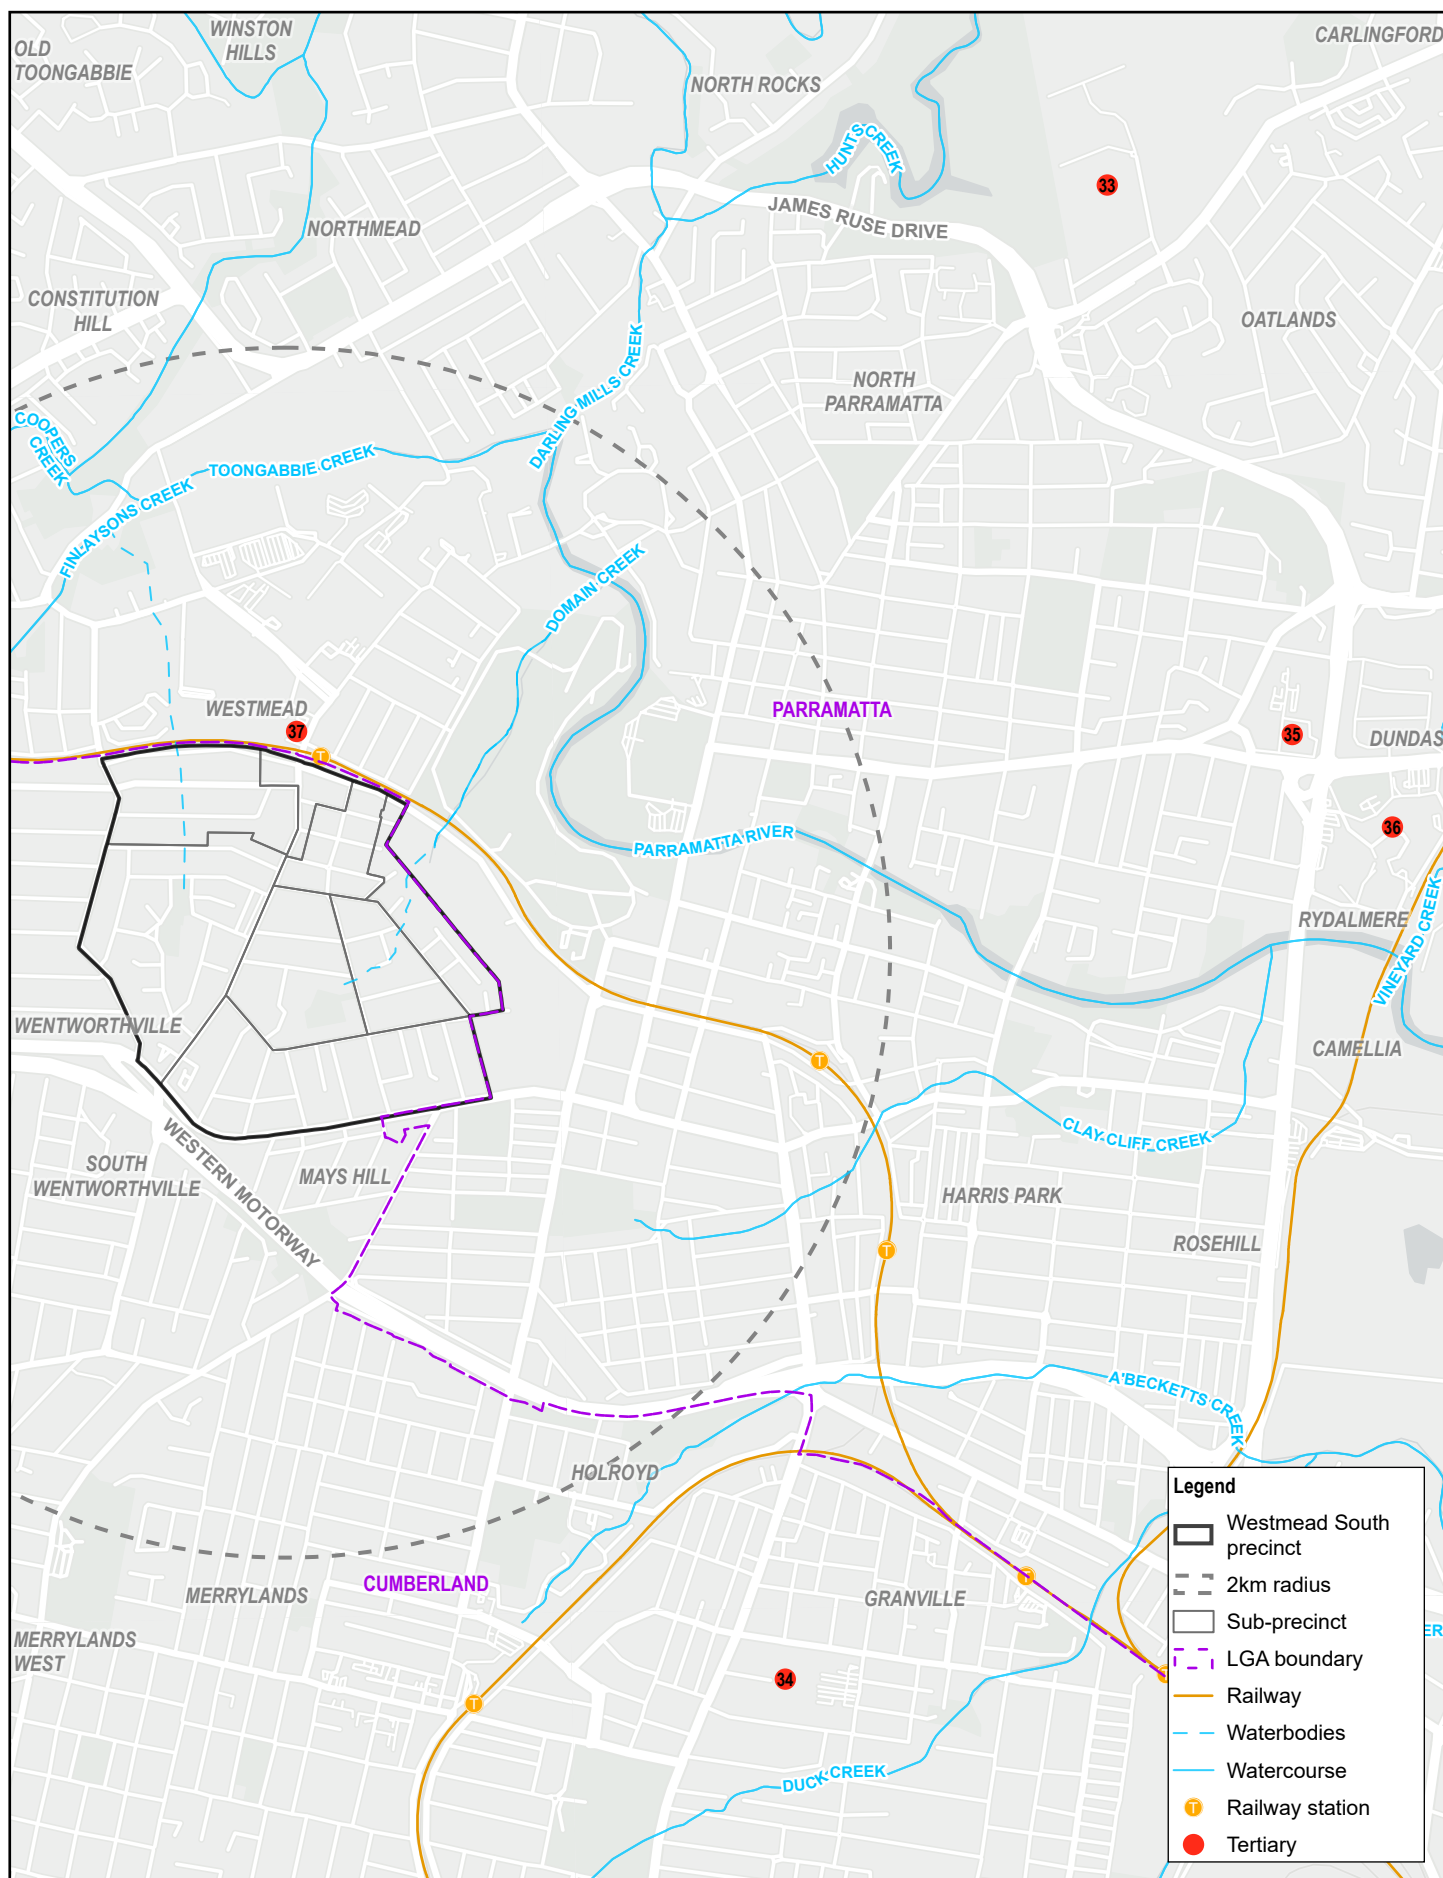 WINSTON
HILLS
OLD
TOONGABBIE
CARLINGFORD
NORTH ROCKS
HUNTS CREEK
33
JAMES RUSE DRIVE
NORTHMEAD
CONSTITUTION
HILL
OATLANDS
NORTH
PARRAMATTA
DARLING MILLS CREEK
COOPERS
CREEK
TOONGABBIE CREEK
FINLAYSONS CREEK
DOMAIN CREEK
WESTMEAD
37
T
PARRAMATTA
35
DUNDAS
36
PARRAMATTA RIVER
VINEYARD CREEK
RYDALMERE
WENTWORTHVILLE
CAMELLIA
T
CLAY CLIFF CREEK
WESTERN MOTORWAY
SOUTH
WENTWORTHVILLE
MAYS HILL
HARRIS PARK
ROSEHILL
T
A'BECKETTS CREEK
HOLROYD
MERRYLANDS
CUMBERLAND
GRANVILLE
T
MERRYLANDS
WEST
34
T
T
DUCK CREEK
ER
Legend
Westmead South
precinct
2km radius
Sub-precinct
LGA boundary
Railway
Waterbodies
Watercourse
T
Railway station
Tertiary